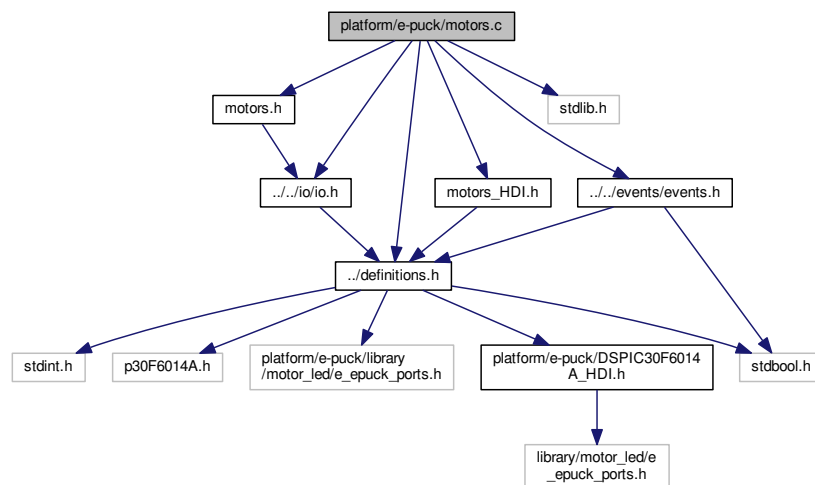 platform/e-puck/motors.c
motors.h
stdlib.h
../../io/io.h
motors_HDI.h
../../events/events.h
../definitions.h
stdint.h
p30F6014A.h
platform/e-puck/library
/motor_led/e_epuck_ports.h
platform/e-puck/DSPIC30F6014
A_HDI.h
stdbool.h
library/motor_led/e
_epuck_ports.h